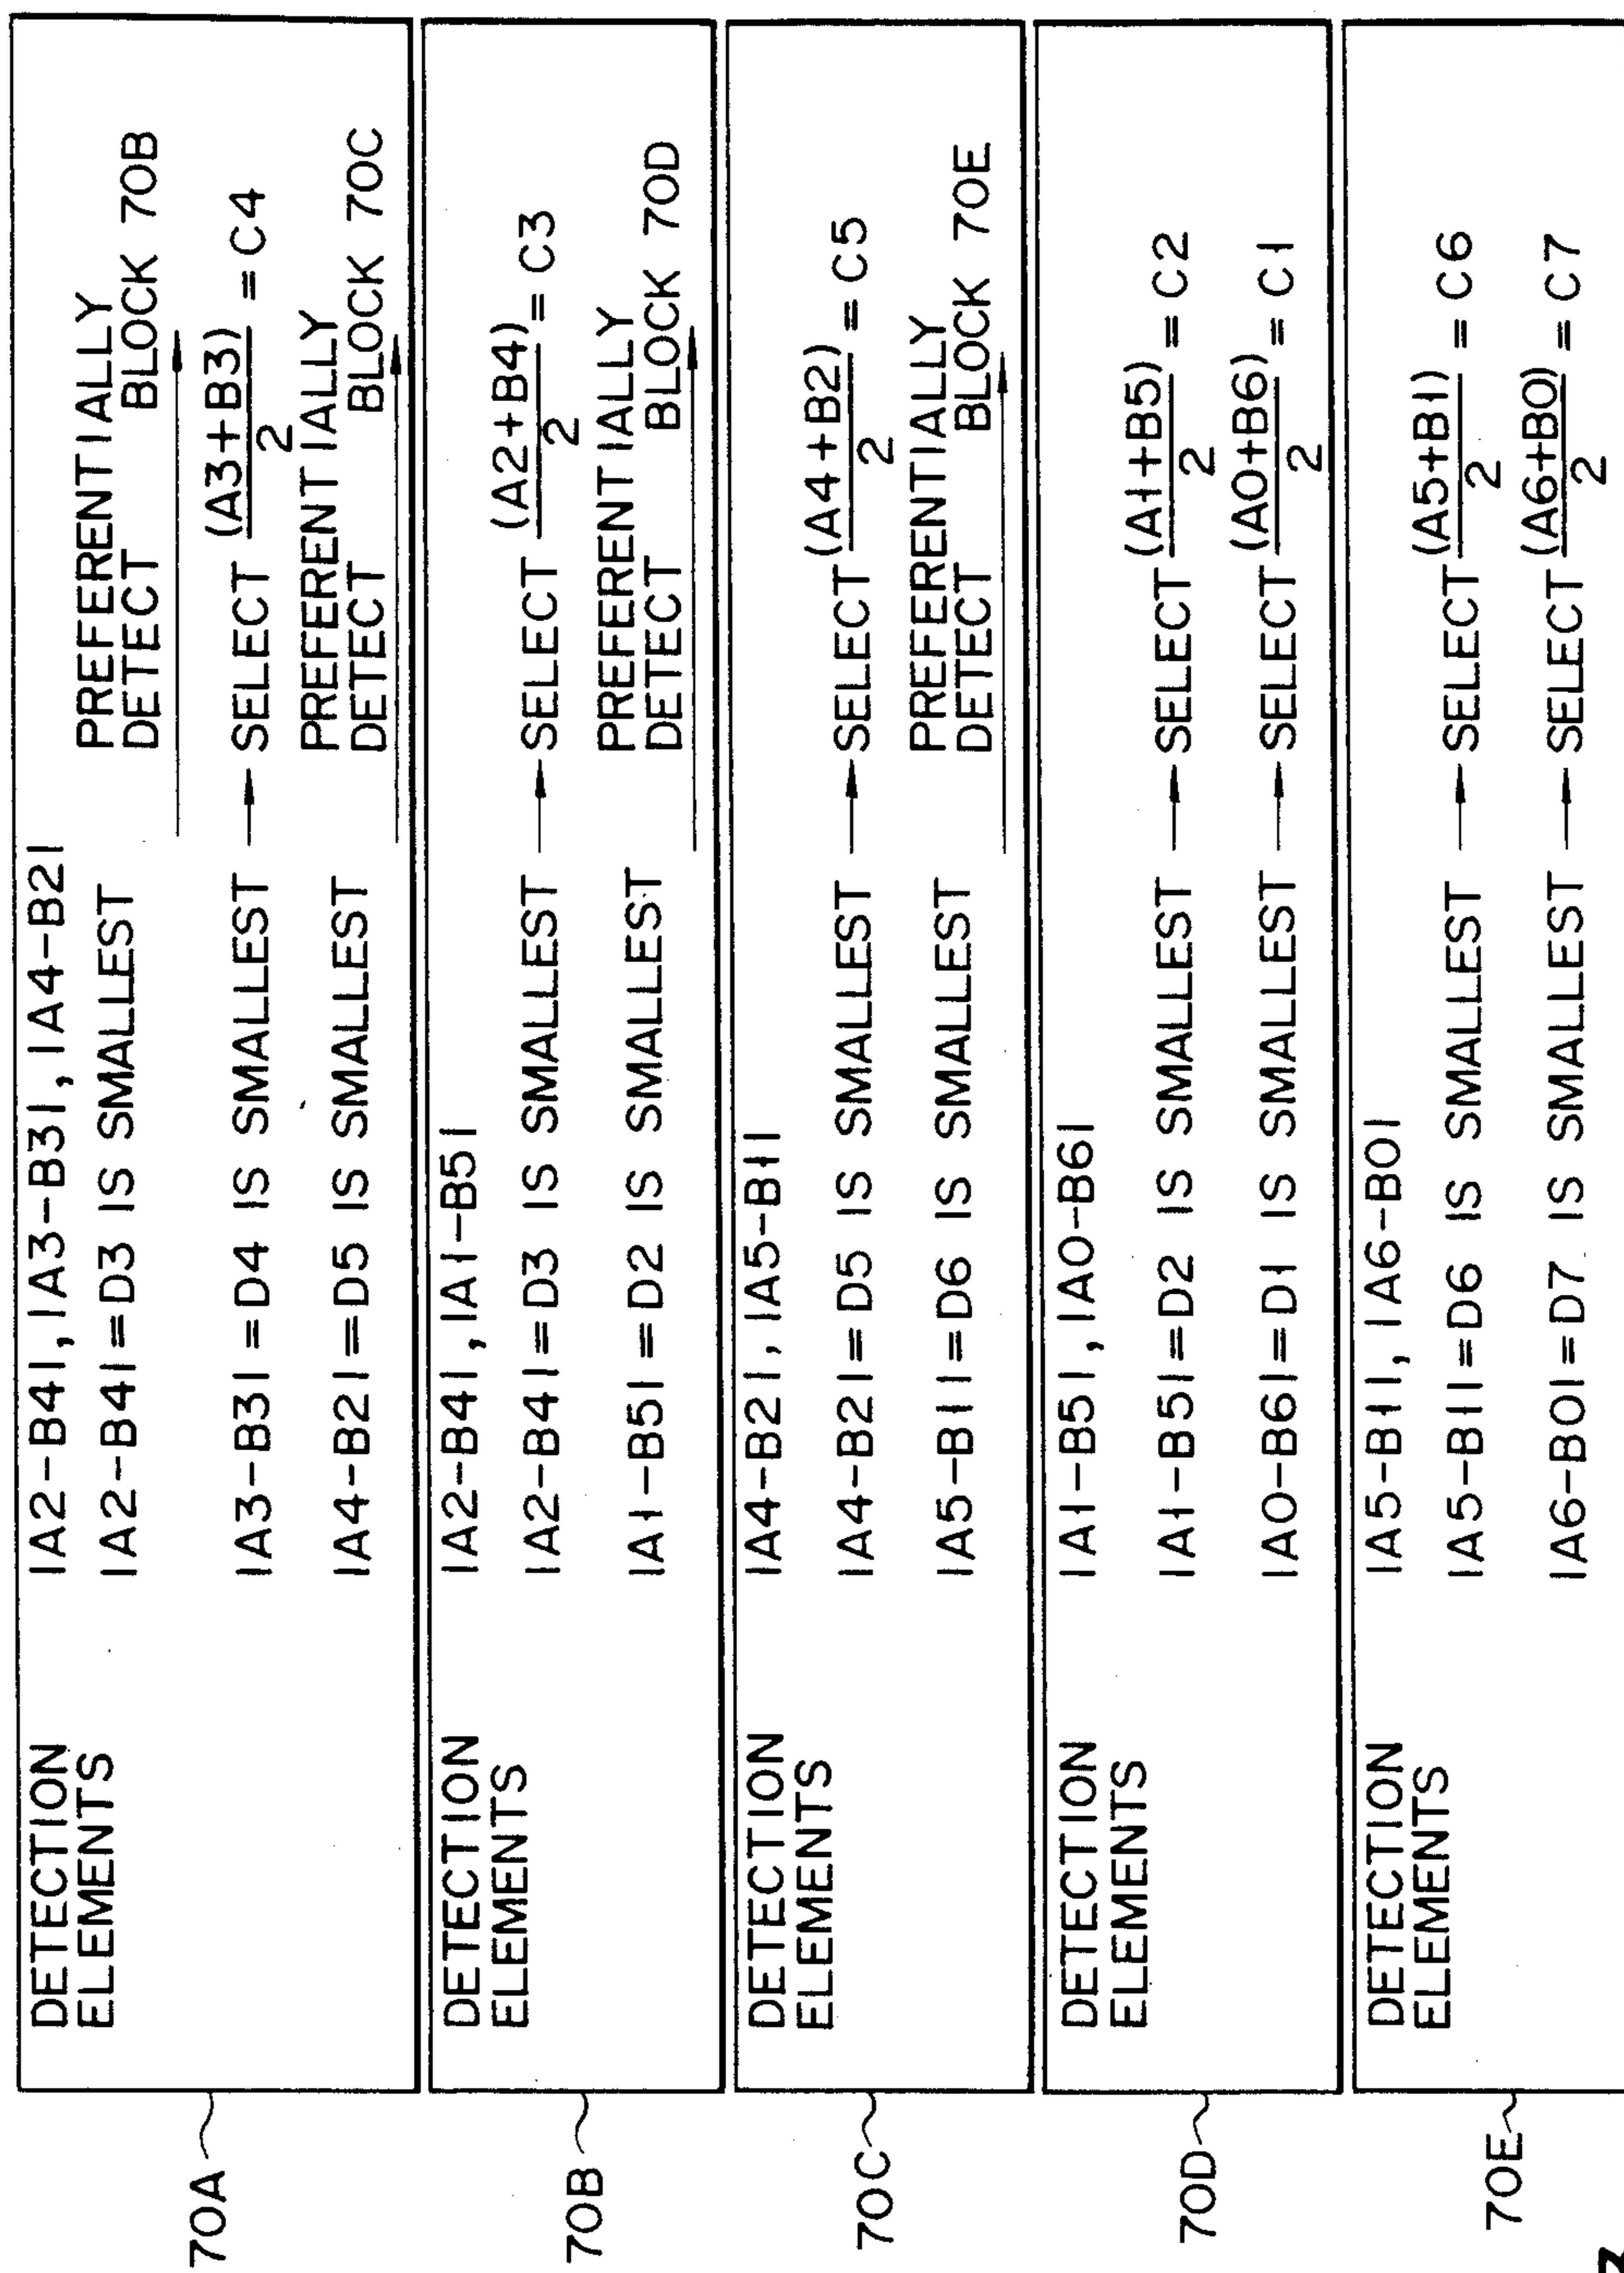 70A
DETECTION ELEMENTS
|A2-B4|, |A3-B3|, |A4-B2|
|A2-B4|=D3 IS SMALLEST
PREFERENTIALLY
DETECT BLOCK 70B
|A3-B3|=D4 IS SMALLEST → SELECT (A3+B3)/2 = C4
|A4-B2|=D5 IS SMALLEST
PREFERENTIALLY
DETECT BLOCK 70C
70B
DETECTION ELEMENTS
|A2-B4|, |A1-B5|
|A2-B4|=D3 IS SMALLEST → SELECT (A2+B4)/2 = C3
|A1-B5|=D2 IS SMALLEST
PREFERENTIALLY
DETECT BLOCK 70D
70C
DETECTION ELEMENTS
|A4-B2|, |A5-B1|
|A4-B2|=D5 IS SMALLEST → SELECT (A4+B2)/2 = C5
|A5-B1|=D6 IS SMALLEST
PREFERENTIALLY
DETECT BLOCK 70E
70D
DETECTION ELEMENTS
|A1-B5|, |A0-B6|
|A1-B5|=D2 IS SMALLEST → SELECT (A1+B5)/2 = C2
|A0-B6|=D1 IS SMALLEST → SELECT (A0+B6)/2 = C1
70E
DETECTION ELEMENTS
|A5-B1|, |A6-B0|
|A5-B1|=D6 IS SMALLEST → SELECT (A5+B1)/2 = C6
|A6-B0|=D7 IS SMALLEST → SELECT (A6+B0)/2 = C7